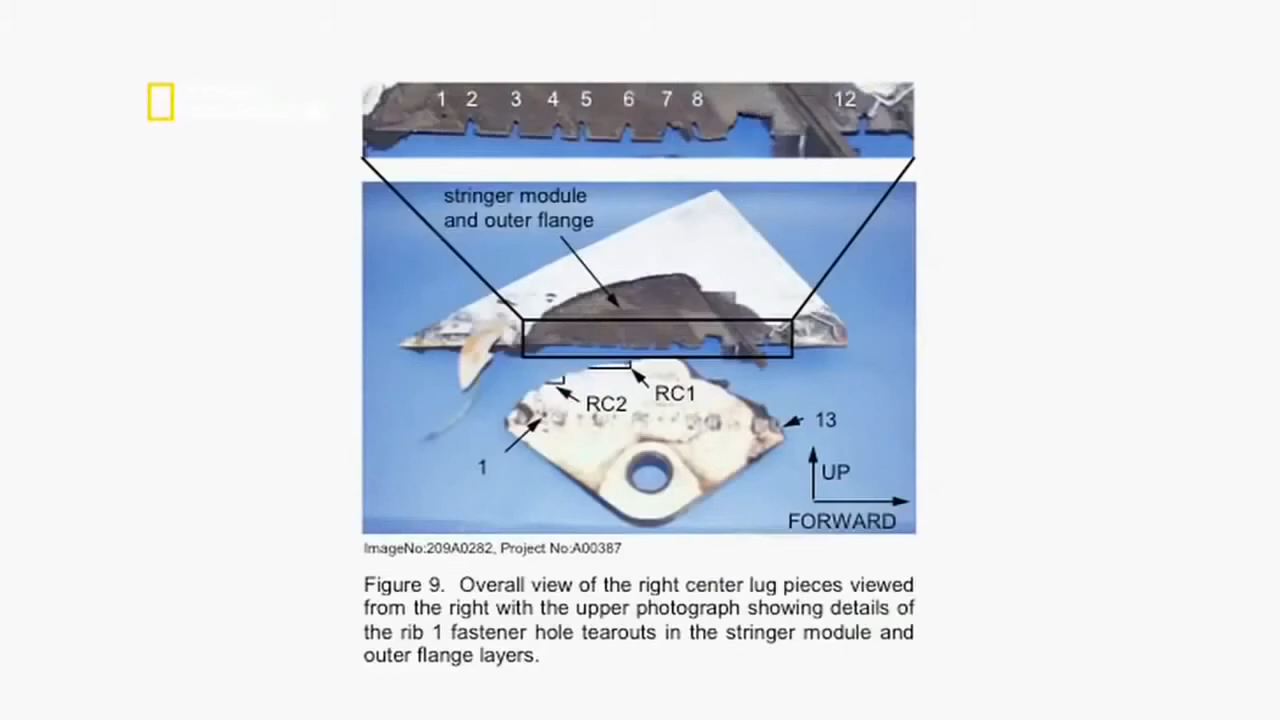 1 2 3 4 5 6 7 8 12
stringer module
and outer flange
RC1
RC2
13
1
UP
FORWARD
ImageNo:209A0282, Project No:A00387
Figure 9. Overall view of the right center lug pieces viewed
from the right with the upper photograph showing details of
the rib 1 fastener hole tearouts in the stringer module and
outer flange layers.